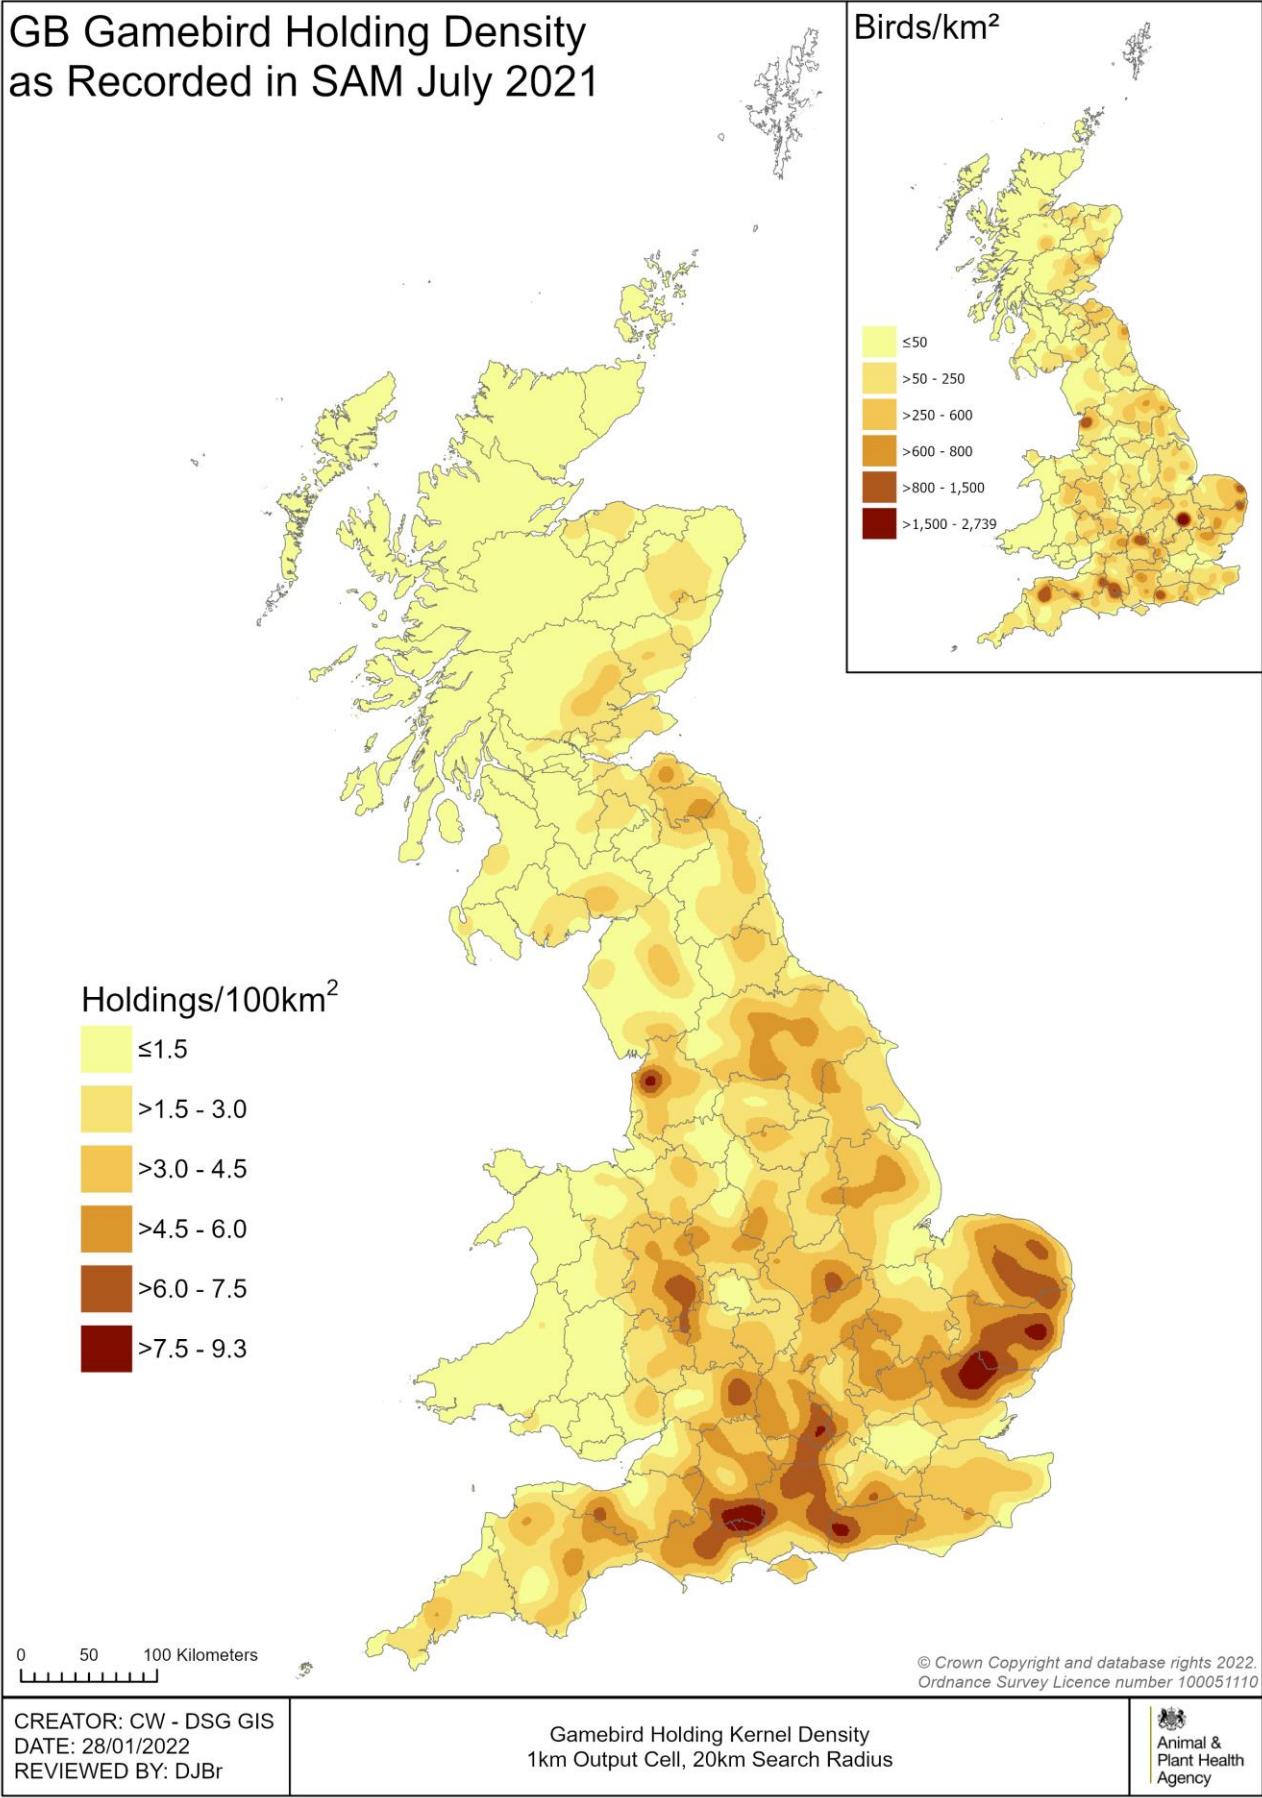 GB Gamebird Holding Density
as Recorded in SAM July 2021
Birds/km²
≤50
>50 - 250
>250 - 600
>600 - 800
>800 - 1,500
>1,500 - 2,739
Holdings/100km²
≤1.5
>1.5 - 3.0
>3.0 - 4.5
>4.5 - 6.0
>6.0 - 7.5
>7.5 - 9.3
0 50 100 Kilometers
© Crown Copyright and database rights 2022.
Ordnance Survey Licence number 100051110
CREATOR: CW - DSG GIS
DATE: 28/01/2022
REVIEWED BY: DJBr
Gamebird Holding Kernel Density
1km Output Cell, 20km Search Radius
Animal &
Plant Health
Agency